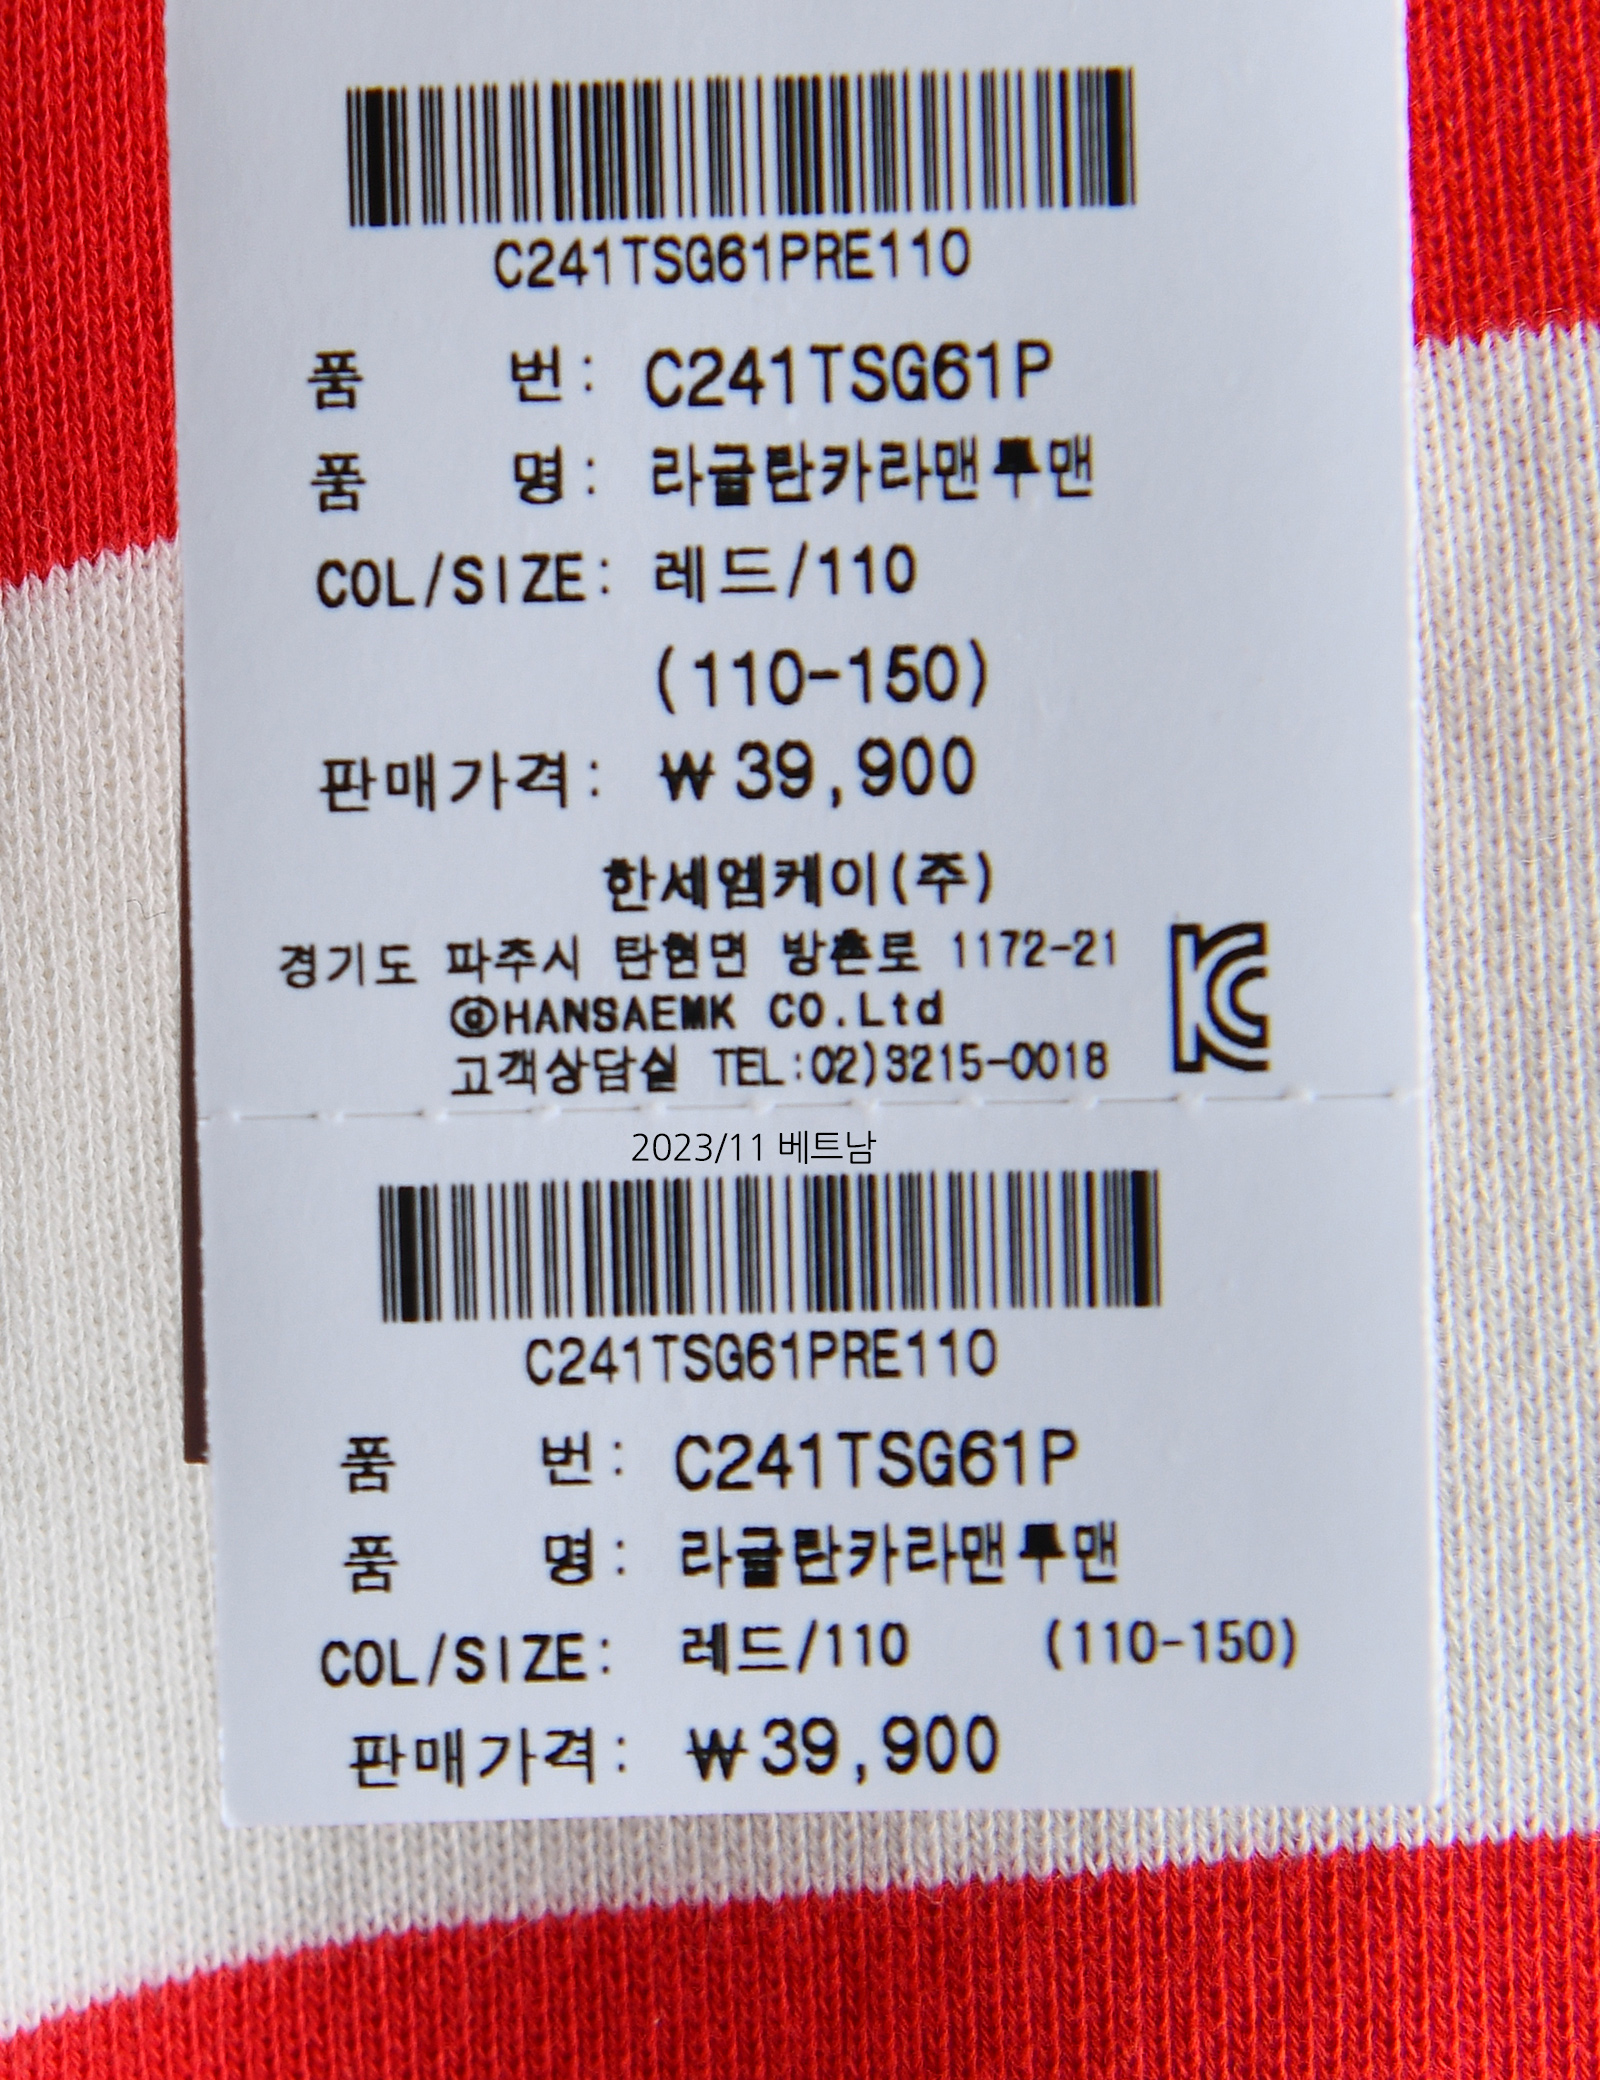 C241TSG61PRE110
품 번: C241TSG61P
품 명: 라글란카라맨투맨
COL/SIZE: 레드/110
(110-150)
판매가격: ₩39,900
한세엠케이(주)
경기도 파주시 탄현면 방촌로 1172-21
@HANSAEMK CO.Ltd
고객상담실 TEL:02)3215-0018
2023/11 베트남
C241TSG61PRE110
품 번: C241TSG61P
품 명: 라글란카라맨투맨
COL/SIZE: 레드/110 (110-150)
판매가격: ₩39,900